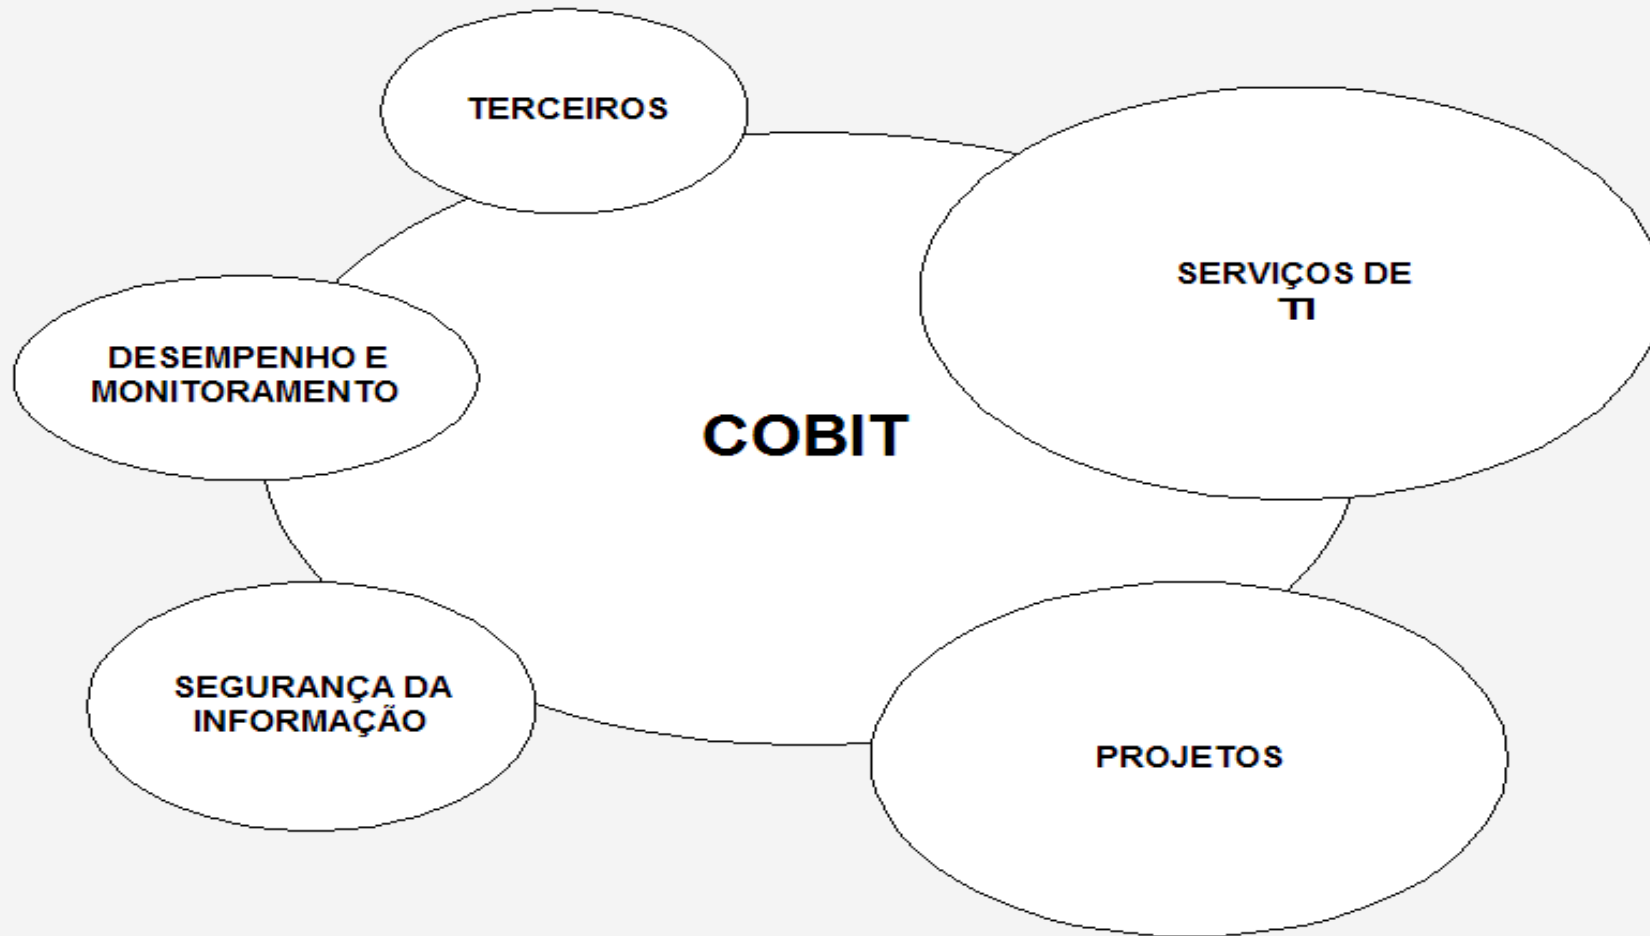 TERCEIROS
SERVIÇOS DE
TI
DESEMPENHO E
MONITORAMENTO
COBIT
SEGURANÇA DA
INFORMAÇÃO
PROJETOS